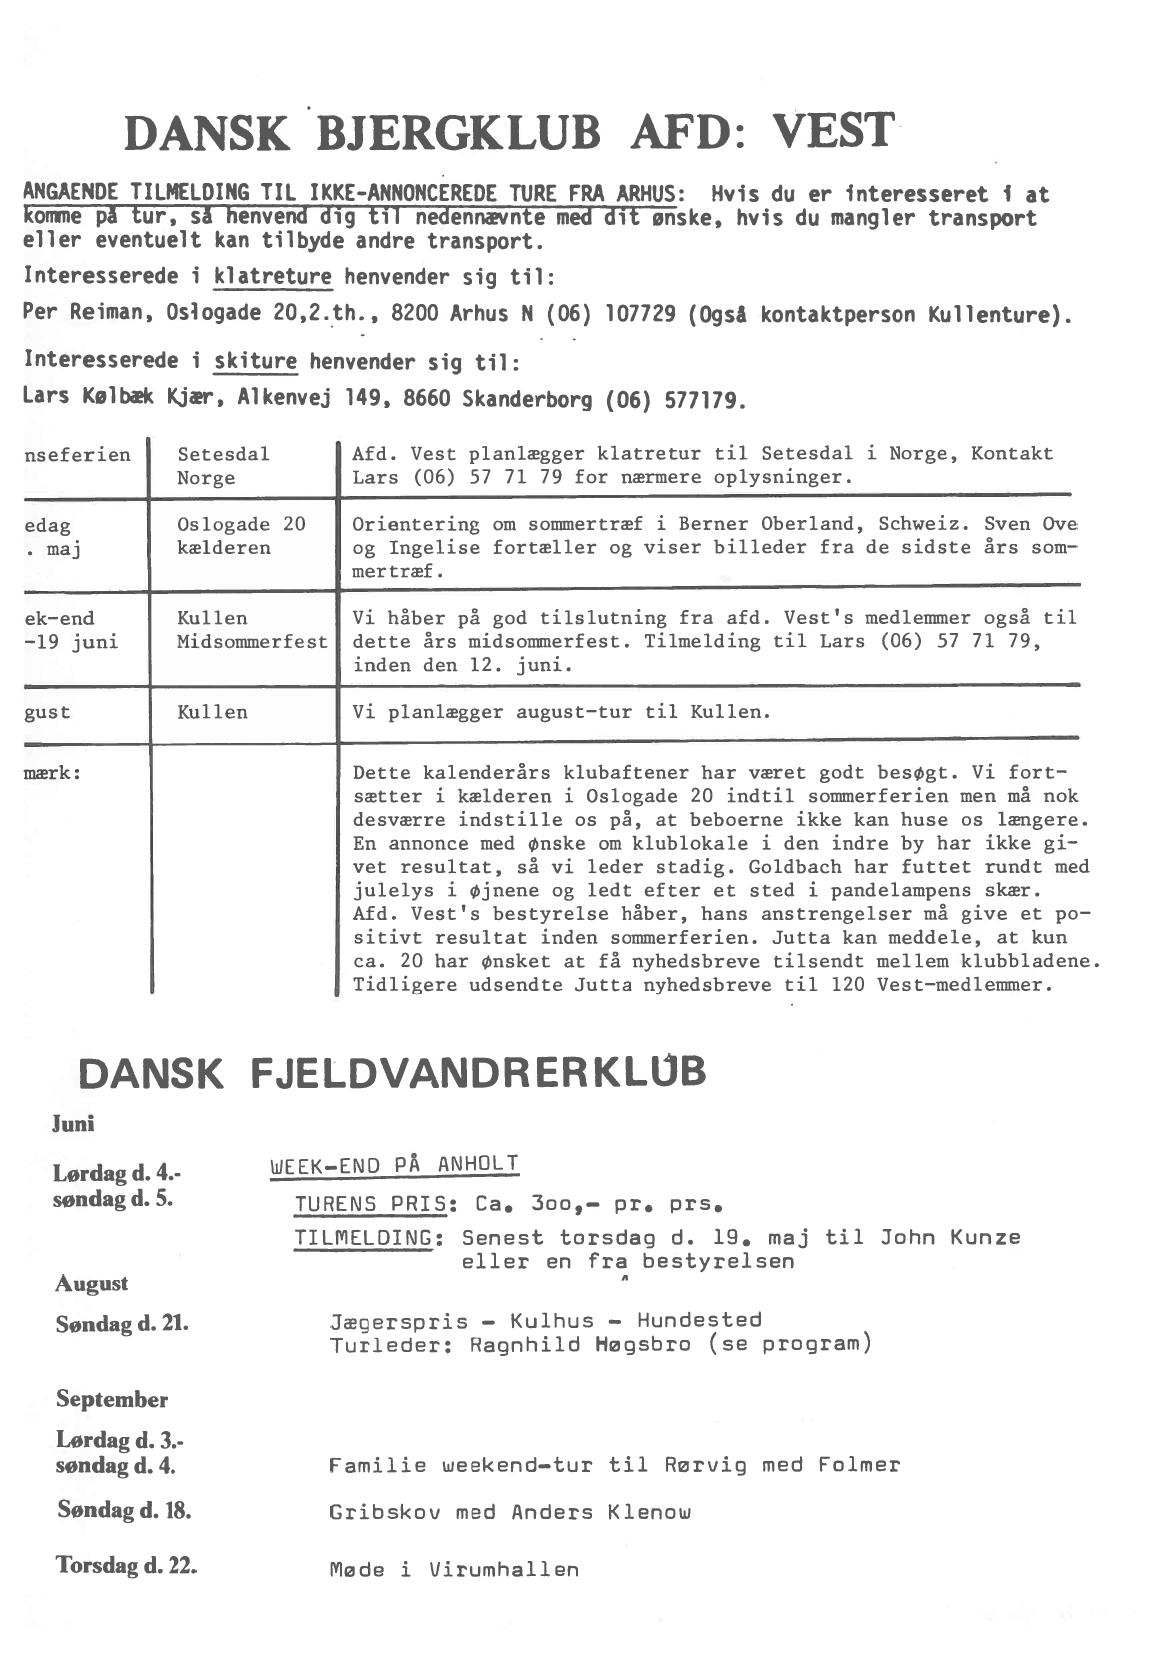 DANSK BJERGKLUB AFD: VEST
ANGAENDE TILMELDING TIL IKKE-ANNONCEREDE TURE FRA ARHUS: Hvis du er interesseret i at
komme på tur, så henvend dig til nedennævnte med dit ønske, hvis du mangler transport
eller eventuelt kan tilbyde andre transport.
Interesserede i klatreture henvender sig til:
Per Reiman, Oslogade 20,2.th., 8200 Arhus N (06) 107729 (Også kontaktperson Kullenture).
Interesserede i skiture henvender sig til:
Lars Kølbæk Kjær, Alkenvej 149, 8660 Skanderborg (06) 577179.
nseferien Setesdal Afd. Vest planlægger klatretur til Setesdal i Norge, Kontakt
Norge Lars (06) 57 71 79 for nærmere oplysninger.
edag Oslogade 20 Orientering om sommertræf i Berner Oberland, Schweiz. Sven Ove
. maj kælderen og Ingelise fortæller og viser billeder fra de sidste års som-
mertræf.
ek-end Kullen Vi håber på god tilslutning fra afd. Vest's medlemmer også til
-19 juni Midsommerfest dette års midsommerfest. Tilmelding til Lars (06) 57 71 79,
inden den 12. juni.
gust Kullen Vi planlægger august-tur til Kullen.
mærk: Dette kalenderårs klubaftener har været godt besøgt. Vi fort-
sætter i kælderen i Oslogade 20 indtil sommerferien men må nok
desværre indstille os på, at beboerne ikke kan huse os længere.
En annonce med ønske om klublokale i den indre by har ikke gi-
vet resultat, så vi leder stadig. Goldbach har futtet rundt med
julelys i øjnene og ledt efter et sted i pandelampens skær.
Afd. Vest's bestyrelse håber, hans anstrengelser må give et po-
sitivt resultat inden sommerferien. Jutta kan meddele, at kun
ca. 20 har ønsket at få nyhedsbreve tilsendt mellem klubbladene.
Tidligere udsendte Jutta nyhedsbreve til 120 Vest-medlemmer.
DANSK FJELDVANDRERKLUB
Juni
Lørdag d. 4.- WEEK-END PÅ ANHOLT
søndag d. 5. TURENS PRIS: Ca. 3oo,- pr. prs.
TILMELDING: Senest torsdag d. 19. maj til John Kunze
eller en fra bestyrelsen
August
Søndag d. 21. Jægerspris - Kulhus - Hundested
Turleder: Ragnhild Høgsbro (se program)
September
Lørdag d. 3.-
søndag d. 4. Familie weekend-tur til Rørvig med Folmer
Søndag d. 18. Gribskov med Anders Klenow
Torsdag d. 22. Møde i Virumhallen